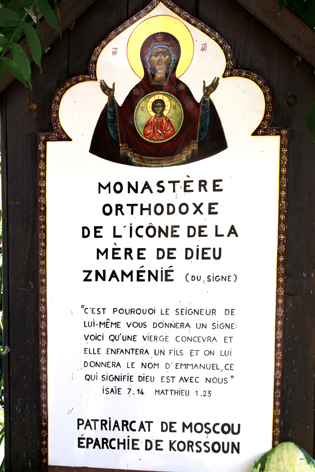 MONASTÈRE
ORTHODOXE
DE L'ICÔNE DE LA
MÈRE DE DIEU
ZNAMÉNIÉ (DU SIGNE)
"C'EST POURQUOI LE SEIGNEUR DE
LUI-MÊME VOUS DONNERA UN SIGNE:
VOICI QU'UNE VIERGE CONCEVRA ET
ELLE ENFANTERA UN FILS ET ON LUI
DONNERA LE NOM D'EMMANUEL, CE
QUI SIGNIFIE DIEU EST AVEC NOUS"
ISAÏE 7.14 MATTHIEU 1.23
PATRIARCAT DE MOSCOU
ÉPARCHIE DE KORSSOUN